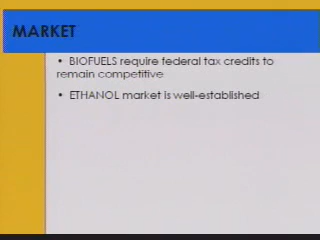 MARKET
• BIOFUELS require federal tax credits to
remain competitive
• ETHANOL market is well-established